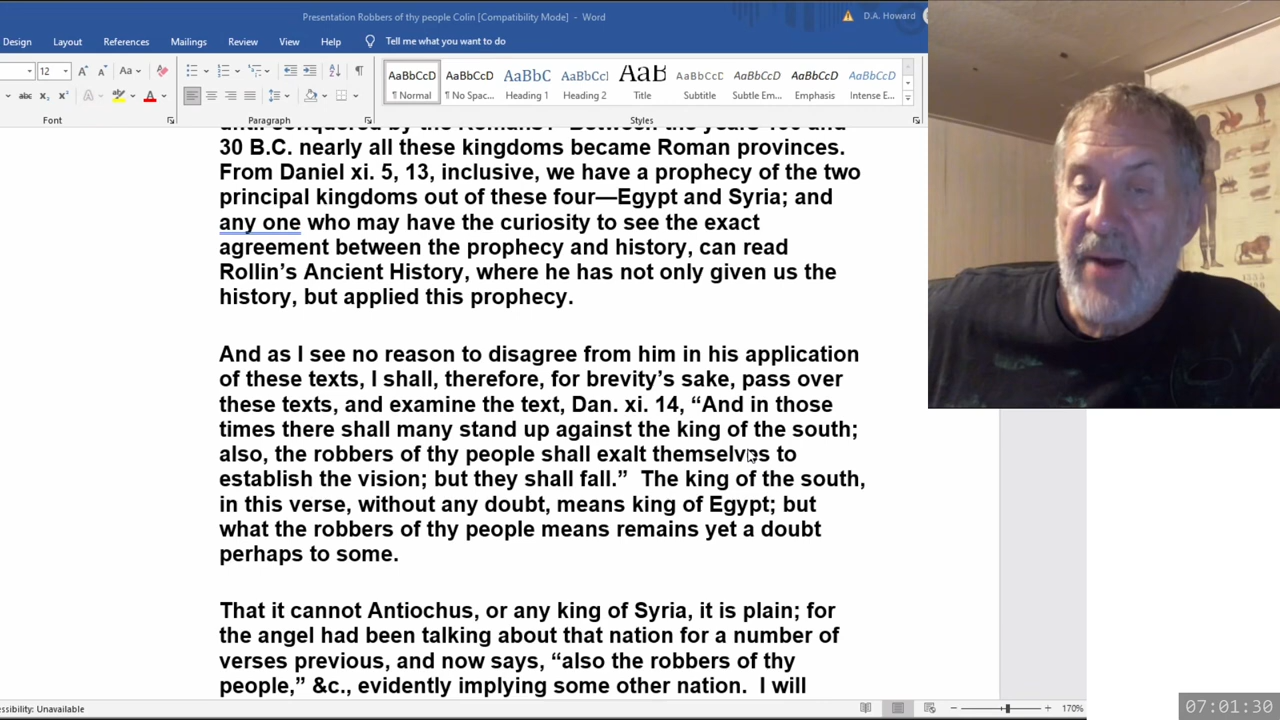 Presentation Robbers of thy people Colin [Compatibility Mode] - Word
D.A. Howard
Design Layout References Mailings Review View Help Tell me what you want to do
12 Aa
AaBbCcD AaBbCcD AaBbC AaBbCcI AaB AaBbCcD AaBbCcD AaBbCcD AaBbCcD
¶ Normal ¶ No Spac... Heading 1 Heading 2 Title Subtitle Subtle Em... Emphasis Intense E...
Font Paragraph Styles
until conquered by the Romans? Between the years and
30 B.C. nearly all these kingdoms became Roman provinces.
From Daniel xi. 5, 13, inclusive, we have a prophecy of the two
principal kingdoms out of these four—Egypt and Syria; and
any one who may have the curiosity to see the exact
agreement between the prophecy and history, can read
Rollin’s Ancient History, where he has not only given us the
history, but applied this prophecy.
And as I see no reason to disagree from him in his application
of these texts, I shall, therefore, for brevity’s sake, pass over
these texts, and examine the text, Dan. xi. 14, “And in those
times there shall many stand up against the king of the south;
also, the robbers of thy people shall exalt themselves to
establish the vision; but they shall fall.” The king of the south,
in this verse, without any doubt, means king of Egypt; but
what the robbers of thy people means remains yet a doubt
perhaps to some.
That it cannot Antiochus, or any king of Syria, it is plain; for
the angel had been talking about that nation for a number of
verses previous, and now says, “also the robbers of thy
people,” &c., evidently implying some other nation. I will
ssibility: Unavailable
170%
07:01:30